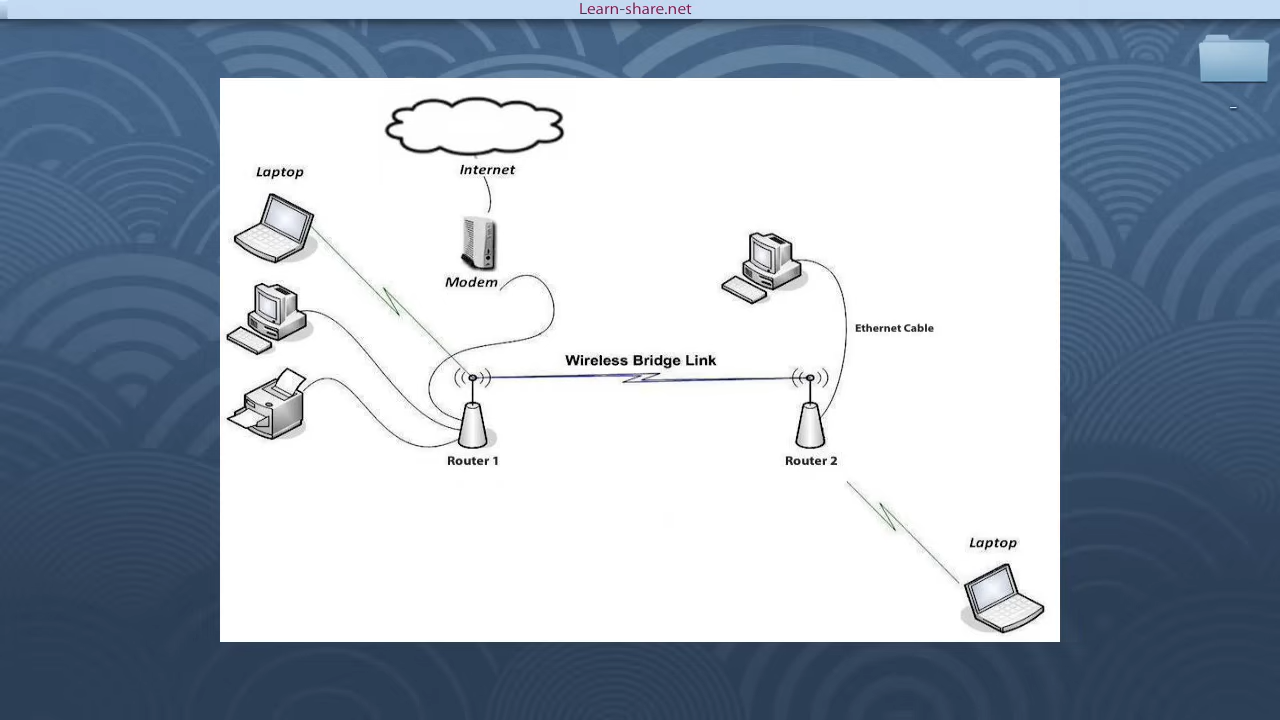 Learn-share.net
Internet
Laptop
Modem
Ethernet Cable
Wireless Bridge Link
Router 1
Router 2
Laptop